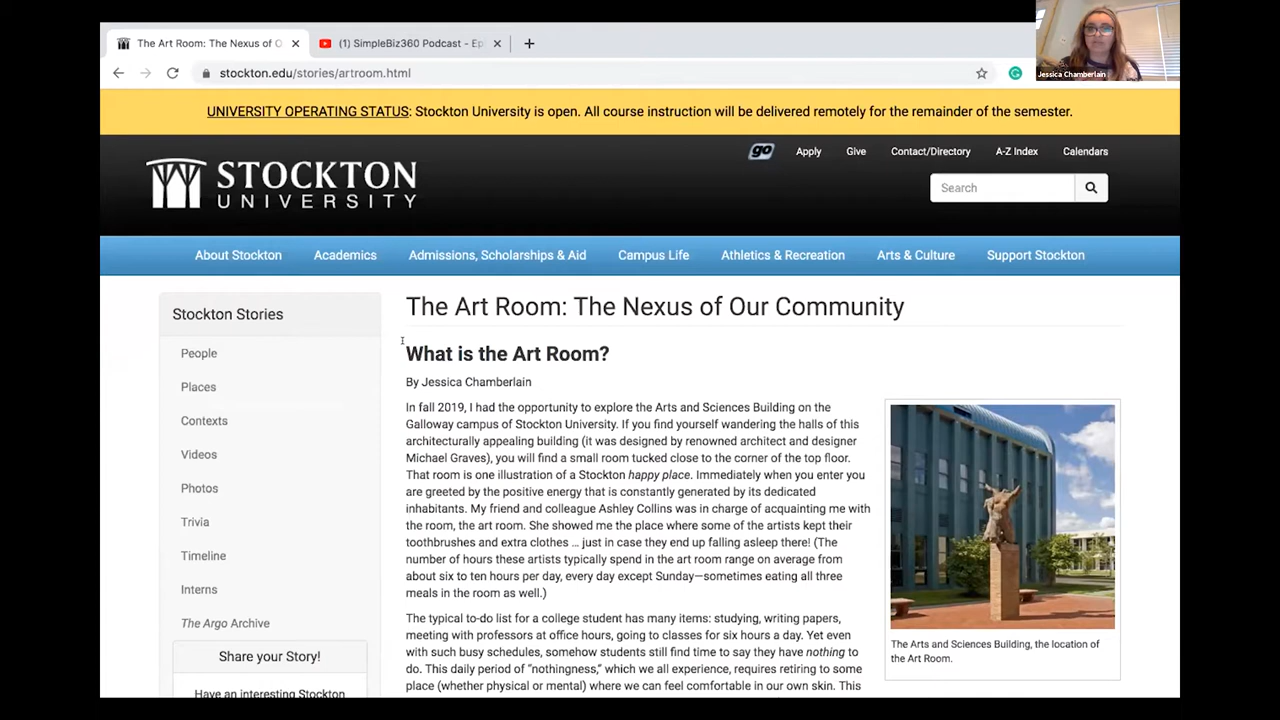 The Art Room: The Nexus of O
(1) SimpleBiz360 Podcast - Ep
Jessica Chamberlain
stockton.edu/stories/artroom.html
UNIVERSITY OPERATING STATUS: Stockton University is open. All course instruction will be delivered remotely for the remainder of the semester.
go
Apply
Give
Contact/Directory
A-Z Index
Calendars
STOCKTON
UNIVERSITY
Search
About Stockton
Academics
Admissions, Scholarships & Aid
Campus Life
Athletics & Recreation
Arts & Culture
Support Stockton
Stockton Stories
People
Places
Contexts
Videos
Photos
Trivia
Timeline
Interns
The Argo Archive
Share your Story!
Have an interesting Stockton
The Art Room: The Nexus of Our Community
What is the Art Room?
By Jessica Chamberlain
In fall 2019, I had the opportunity to explore the Arts and Sciences Building on the
Galloway campus of Stockton University. If you find yourself wandering the halls of this
architecturally appealing building (it was designed by renowned architect and designer
Michael Graves), you will find a small room tucked close to the corner of the top floor.
That room is one illustration of a Stockton happy place. Immediately when you enter you
are greeted by the positive energy that is constantly generated by its dedicated
inhabitants. My friend and colleague Ashley Collins was in charge of acquainting me with
the room, the art room. She showed me the place where some of the artists kept their
toothbrushes and extra clothes … just in case they end up falling asleep there! (The
number of hours these artists typically spend in the art room range on average from
about six to ten hours per day, every day except Sunday—sometimes eating all three
meals in the room as well.)
The typical to-do list for a college student has many items: studying, writing papers,
meeting with professors at office hours, going to classes for six hours a day. Yet even
with such busy schedules, somehow students still find time to say they have nothing to
do. This daily period of “nothingness,” which we all experience, requires retiring to some
place (whether physical or mental) where we can feel comfortable in our own skin. This
The Arts and Sciences Building, the location of
the Art Room.